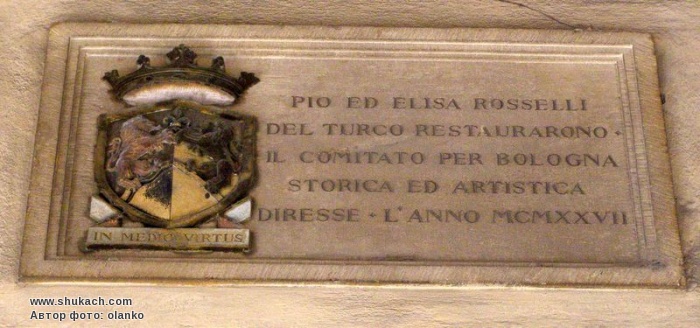 PIO ED ELISA ROSSELLI
DEL TURCO RESTAURARONO •
IL COMITATO PER BOLOGNA
STORICA ED ARTISTICA
DIRESSE • L'ANNO MCMXXVII
IN MEDIO VIRTUS
www.shukach.com
Автор фото: olanko